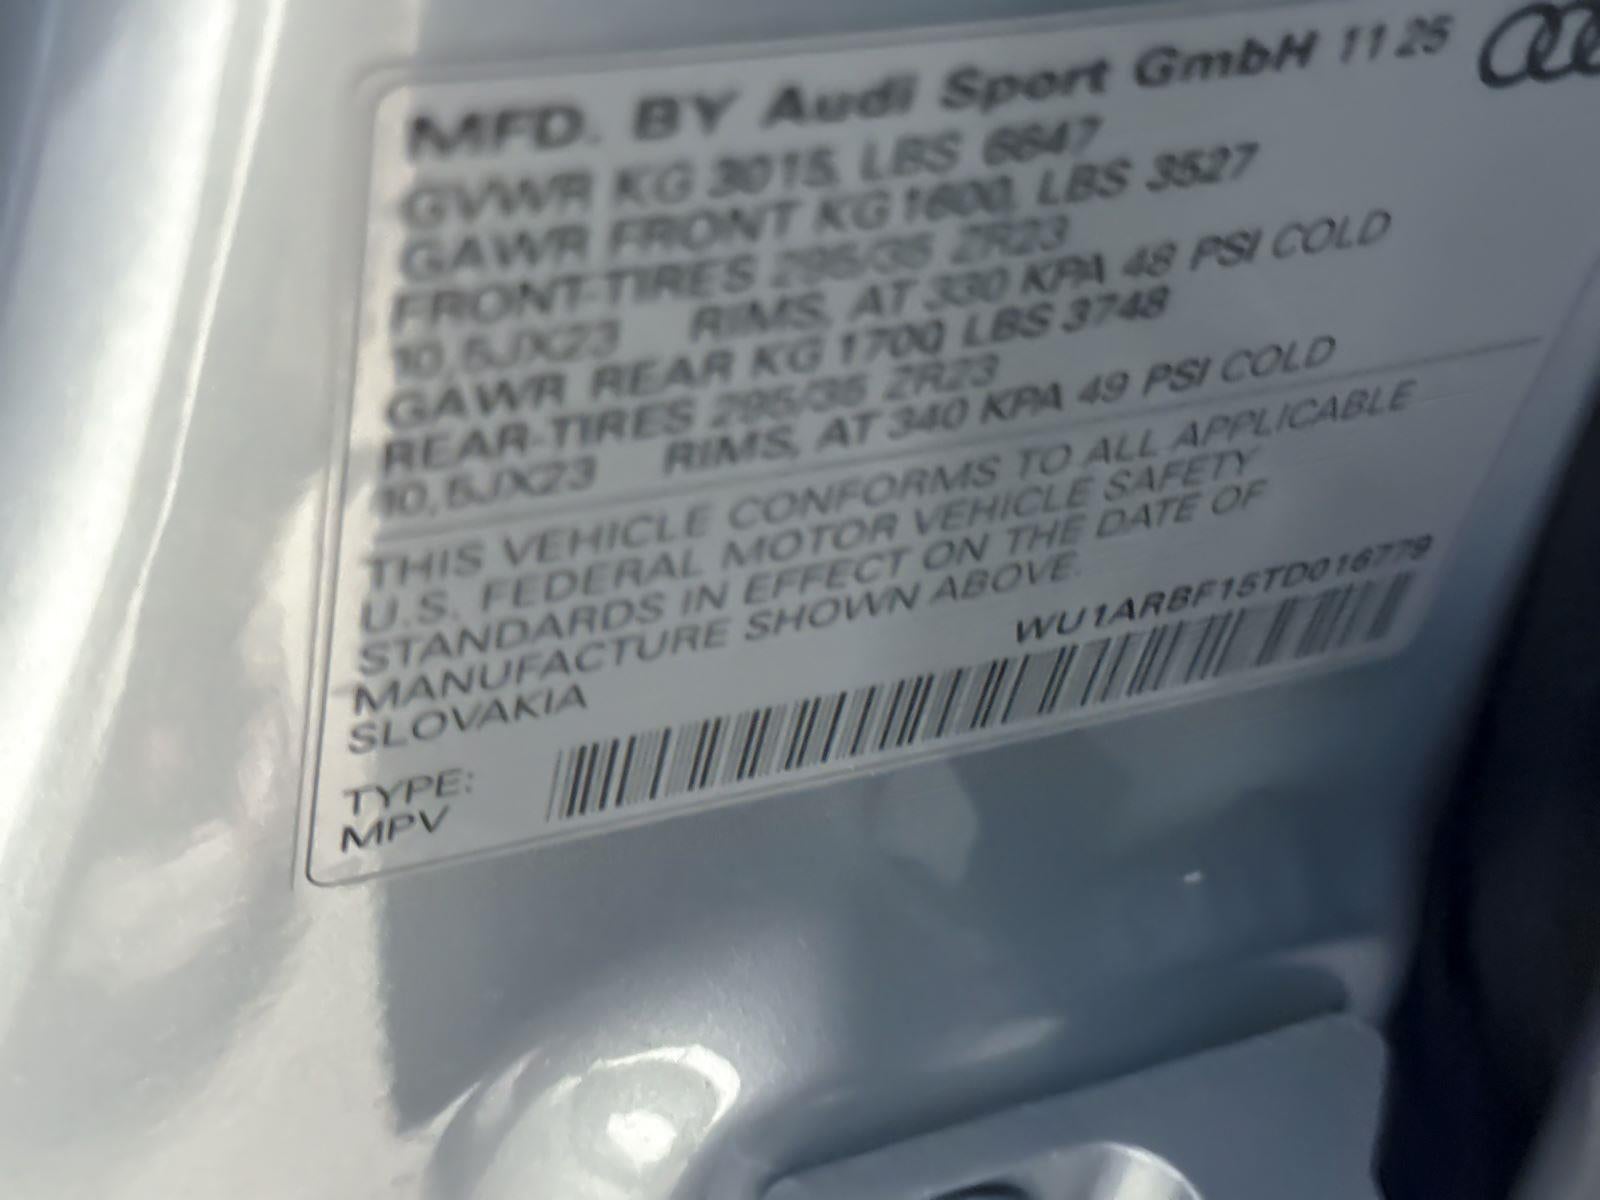 MFD. BY Audi Sport GmbH 11 25
GVWR KG 3015, LBS 6647
GAWR FRONT KG 1600, LBS 3527
FRONT-TIRES 295/35 ZR23
10,5JX23 RIMS, AT 330 KPA 48 PSI COLD
GAWR REAR KG 1700, LBS 3748
REAR-TIRES 295/35 ZR23
10,5JX23 RIMS, AT 340 KPA 49 PSI COLD
THIS VEHICLE CONFORMS TO ALL APPLICABLE
U.S. FEDERAL MOTOR VEHICLE SAFETY
STANDARDS IN EFFECT ON THE DATE OF
MANUFACTURE SHOWN ABOVE.
SLOVAKIA
WU1ARBF15TD016779
TYPE:
MPV